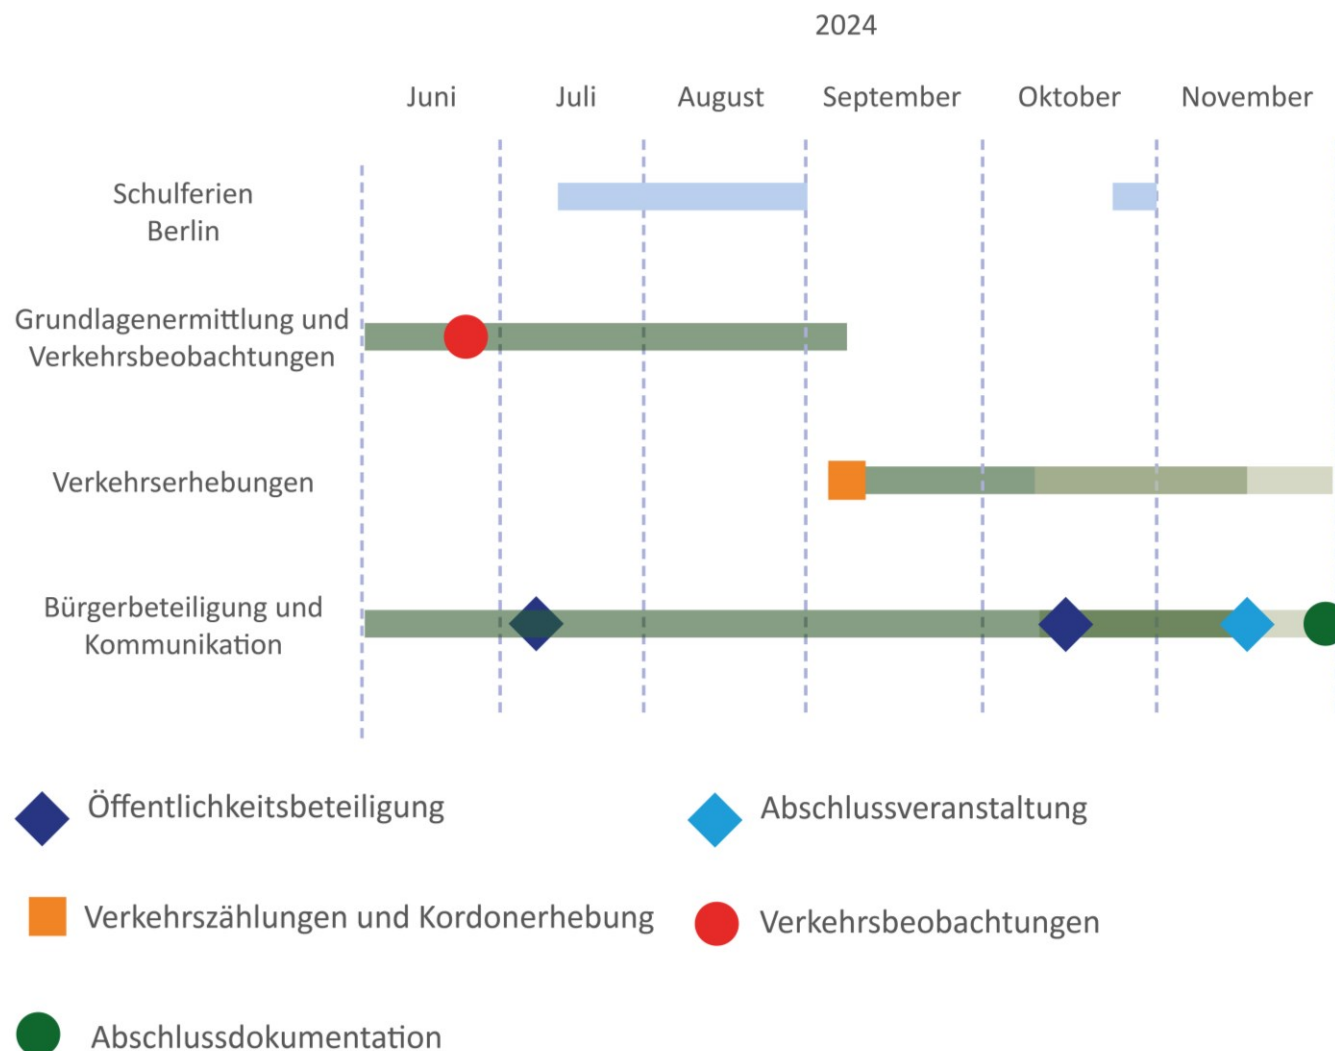 2024
Juni Juli August September Oktober November
Schulferien
Berlin
Grundlagenermittlung und
Verkehrsbeobachtungen
Verkehrserhebungen
Bürgerbeteiligung und
Kommunikation
Öffentlichkeitsbeteiligung
Abschlussveranstaltung
Verkehrszählungen und Kordonerhebung
Verkehrsbeobachtungen
Abschlussdokumentation